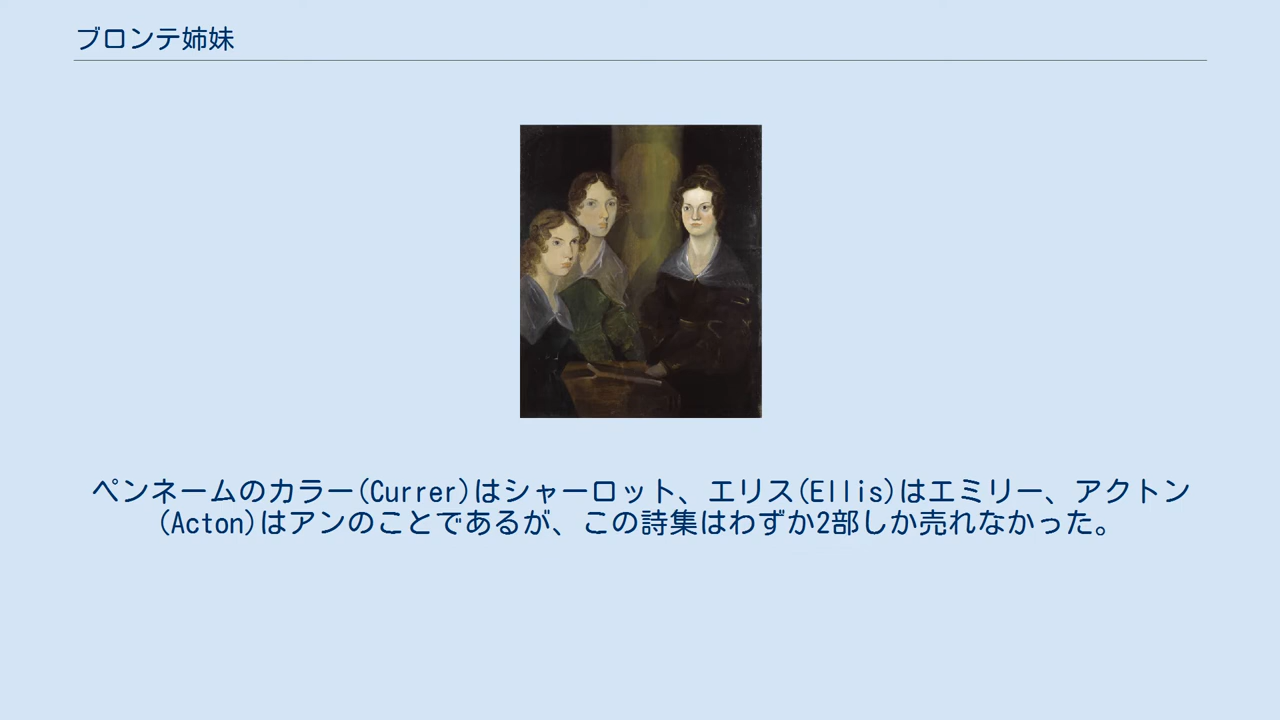 ブロンテ姉妹
ペンネームのカラー(Currer)はシャーロット、エリス(Ellis)はエミリー、アクトン
(Acton)はアンのことであるが、この詩集はわずか2部しか売れなかった。